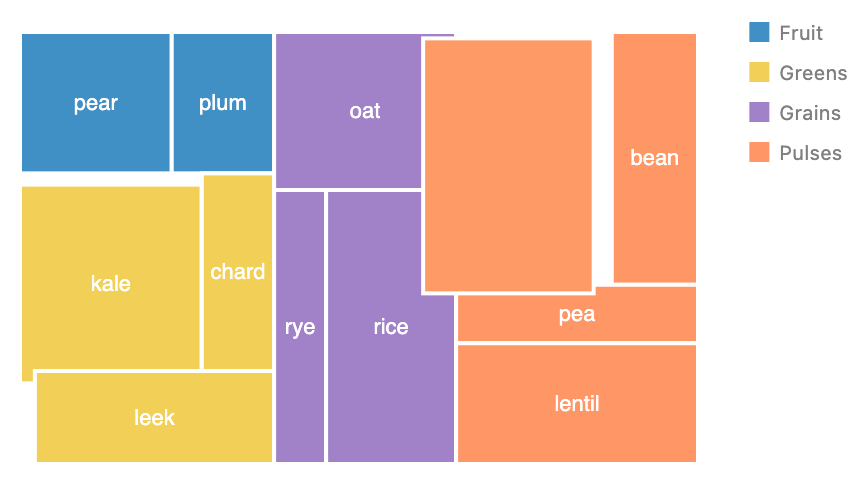 pear
plum
oat
bean
kale
chard
rye
rice
pea
leek
lentil
Fruit
Greens
Grains
Pulses